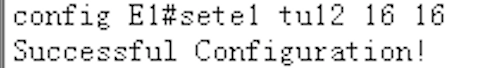 config E1#sete1 tu12 16 16
Successful Configuration!